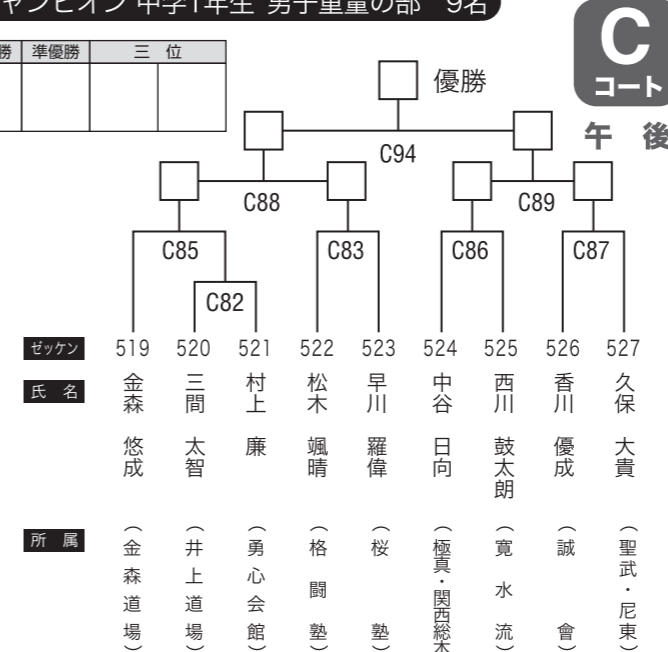 ャンピオン 中学1年生 男子重量の部 9名
C
コート
午後
勝 準優勝 三位
優勝
C94
C88 C89
C85 C83 C86 C87
C82
ゼッケン 519 520 521 522 523 524 525 526 527
氏名 金森悠成 三間太智 村上廉 松木颯晴 早川羅偉 中谷日向 西川鼓太朗 香川優成 久保大貴
所属 (金森道場) (井上道場) (勇心会館) (格闘塾) (桜塾) (極真・関西総本 (寛水流) (誠會) (聖武・尼東)